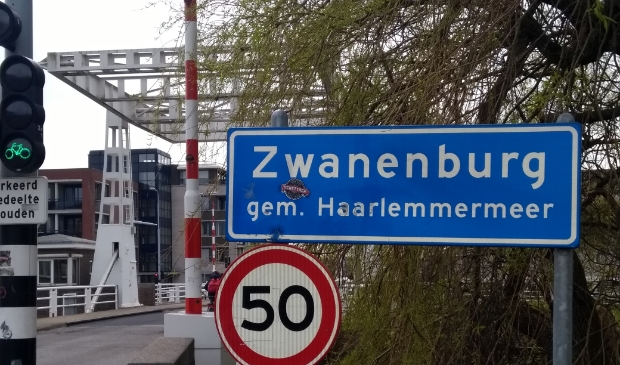 Zwanenburg
gem. Haarlemmermeer
50
rkeerd
edeelte
ouden